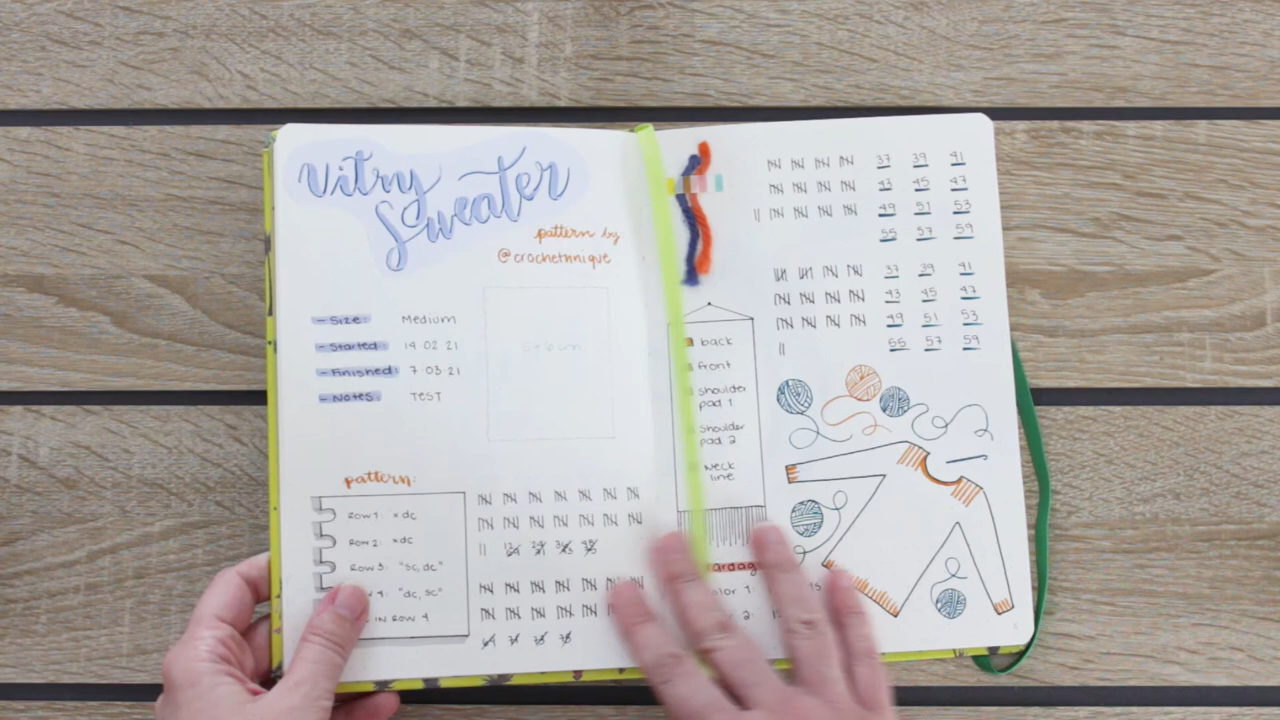 Vitry
Sweater
pattern by:
@crochetnnique
- Size: Medium
- Started: 14·02·21
- Finished: 7·03·21
- Notes: TEST
5x6cm
pattern:
Row 1: xdc
Row 2: xdc
Row 3: "sc, dc"
4: "dc, sc"
IN ROW 4
37 39 41
43 45 47
49 51 53
55 57 59
37 39 41
43 45 47
49 51 53
55 57 59
back
front
shoulder
pad 1
shoulder
pad 2
Neck
line